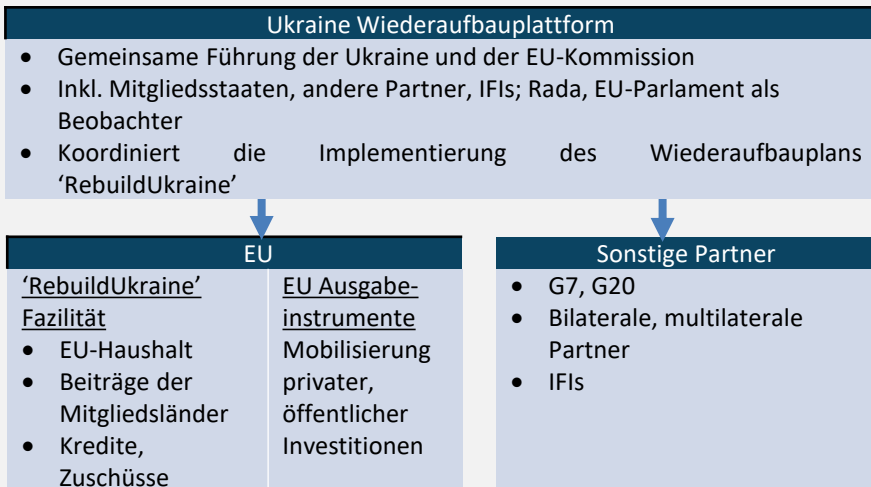 Ukraine Wiederaufbauplattform
• Gemeinsame Führung der Ukraine und der EU-Kommission
• Inkl. Mitgliedsstaaten, andere Partner, IFIs; Rada, EU-Parlament als
Beobachter
• Koordiniert die Implementierung des Wiederaufbauplans
‘RebuildUkraine’
EU
‘RebuildUkraine’
Fazilität
• EU-Haushalt
• Beiträge der
Mitgliedsländer
• Kredite,
Zuschüsse
EU Ausgabe-
instrumente
Mobilisierung
privater,
öffentlicher
Investitionen
Sonstige Partner
• G7, G20
• Bilaterale, multilaterale
Partner
• IFIs